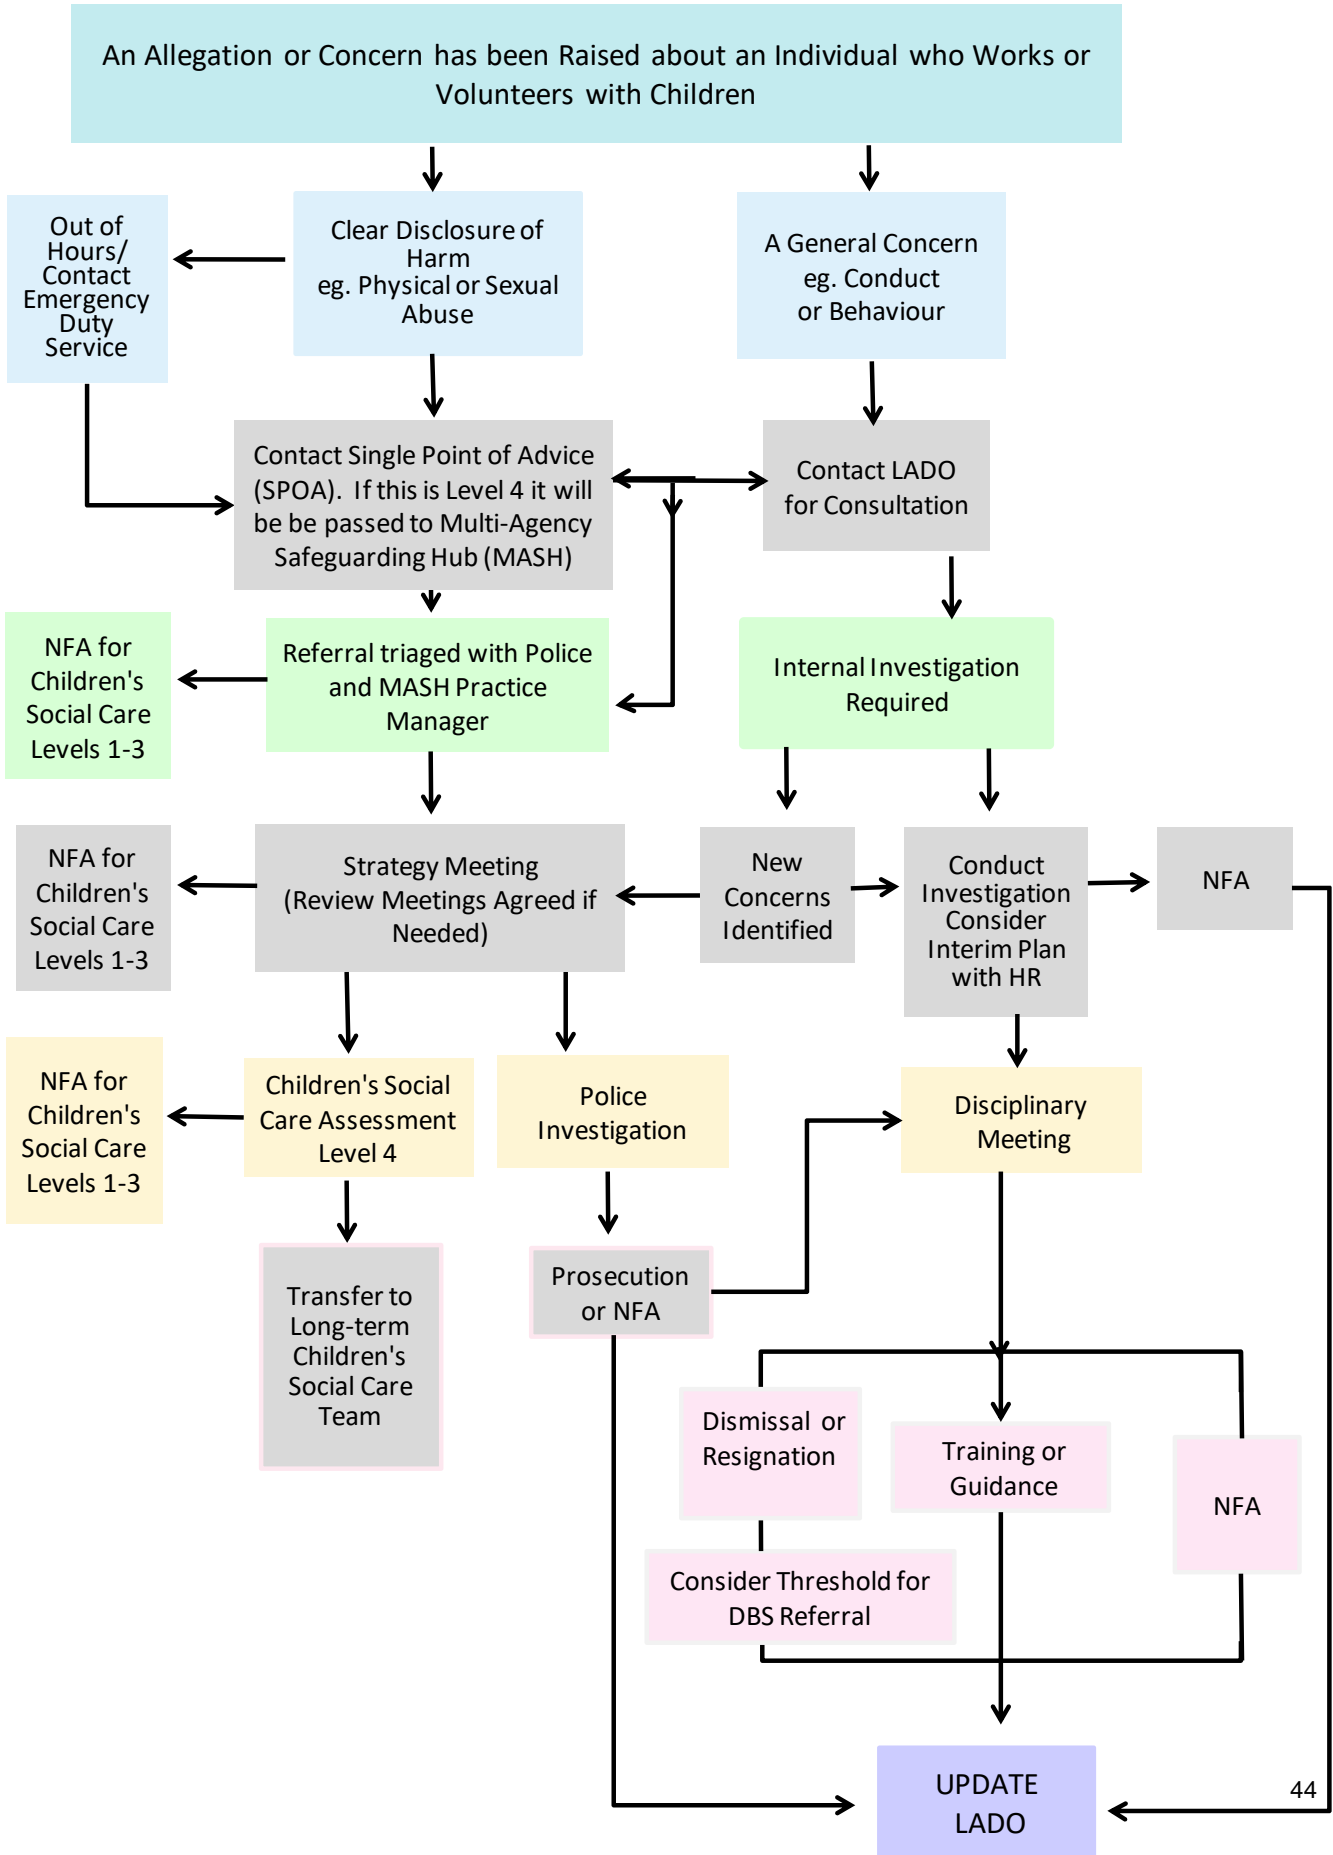 An Allegation or Concern has been Raised about an Individual who Works or
Volunteers with Children
Out of
Hours/
Contact
Emergency
Duty
Service
Clear Disclosure of
Harm
eg. Physical or Sexual
Abuse
A General Concern
eg. Conduct
or Behaviour
Contact Single Point of Advice
(SPOA). If this is Level 4 it will
be be passed to Multi-Agency
Safeguarding Hub (MASH)
Contact LADO
for Consultation
NFA for
Children's
Social Care
Levels 1-3
Referral triaged with Police
and MASH Practice
Manager
Internal Investigation
Required
NFA for
Children's
Social Care
Levels 1-3
Strategy Meeting
(Review Meetings Agreed if
Needed)
New
Concerns
Identified
Conduct
Investigation
Consider
Interim Plan
with HR
NFA
NFA for
Children's
Social Care
Levels 1-3
Children's Social
Care Assessment
Level 4
Police
Investigation
Disciplinary
Meeting
Transfer to
Long-term
Children's
Social Care
Team
Prosecution
or NFA
Dismissal or
Resignation
Training or
Guidance
NFA
Consider Threshold for
DBS Referral
UPDATE
LADO
44